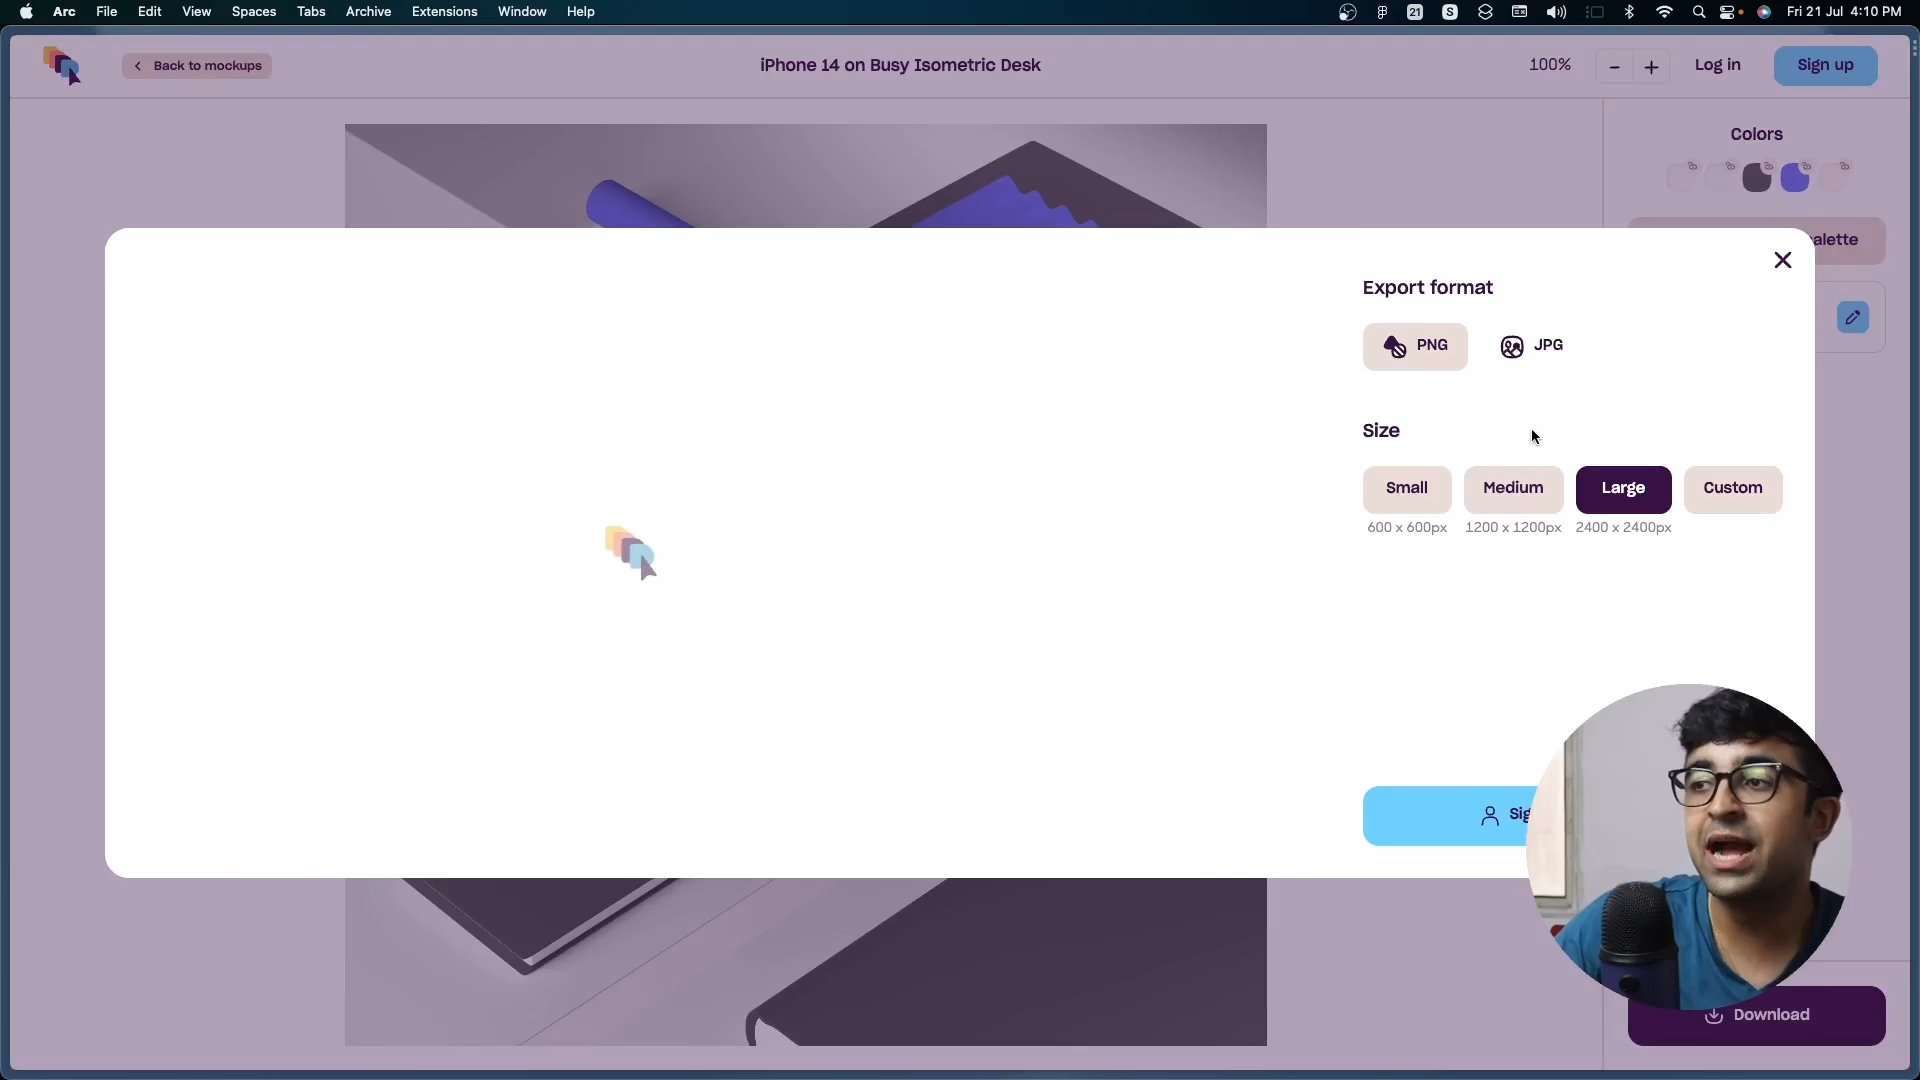 Arc File Edit View Spaces Tabs Archive Extensions Window Help
21 S Fri 21 Jul 4:10 PM
Back to mockups
iPhone 14 on Busy Isometric Desk
100% - +
Log in
Sign up
Colors
alette
Export format
PNG JPG
Size
Small Medium Large Custom
600 x 600px 1200 x 1200px 2400 x 2400px
Sig
Download